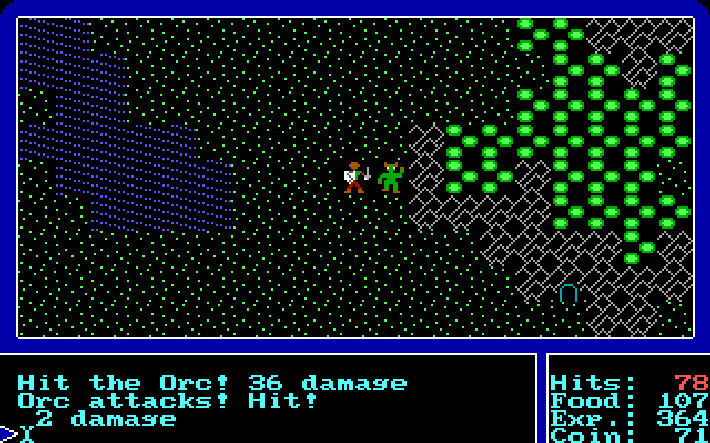 Hit the Orc! 36 damage
Orc attacks! Hit!
2 damage
Hits: 78
Food: 107
Exp.: 364
Coin: 71